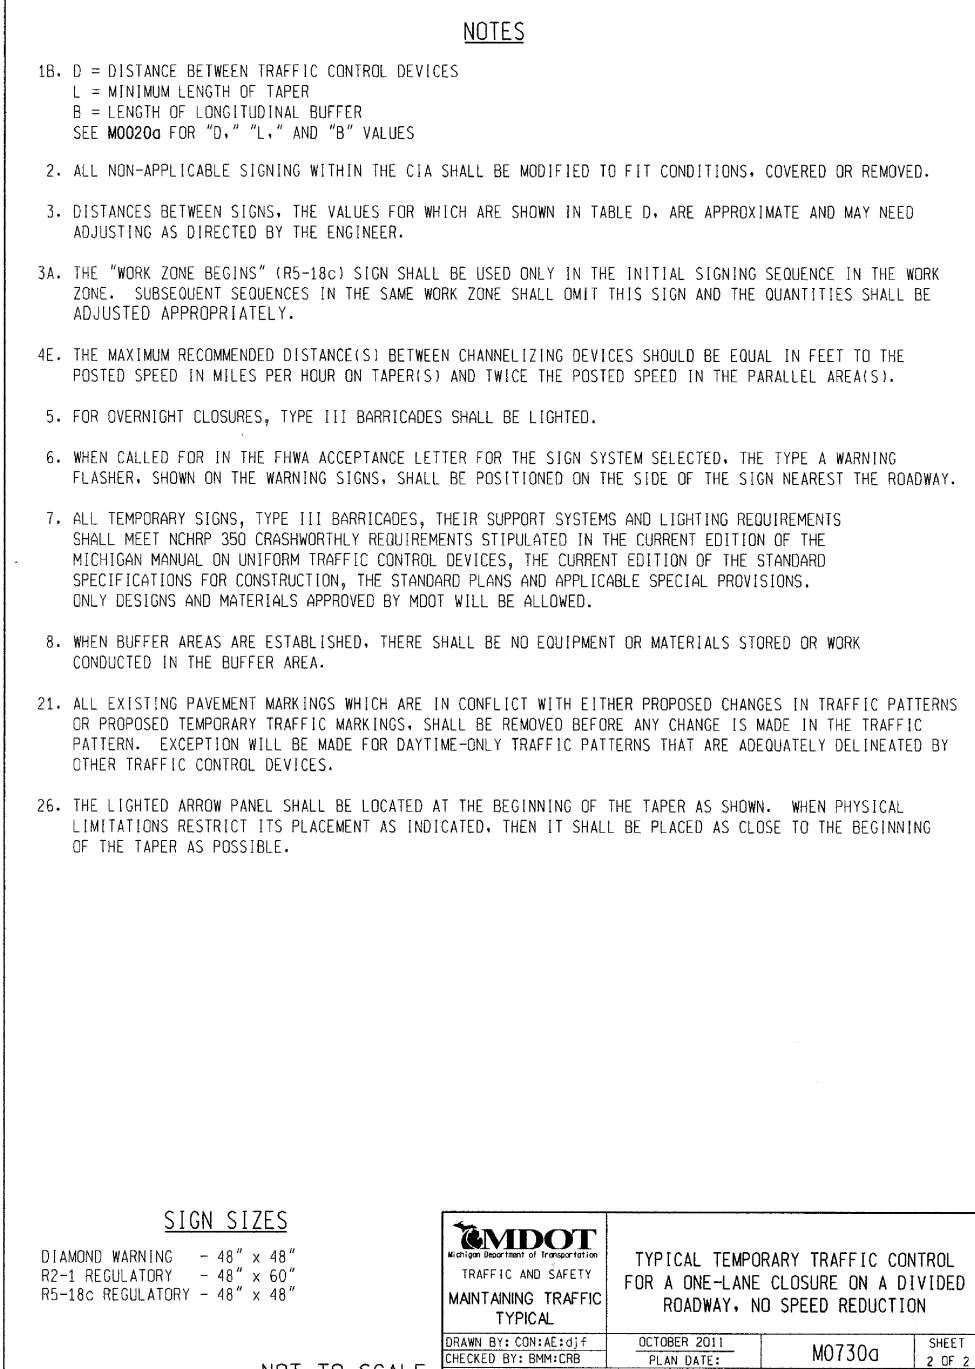 NOTES
1B. D = DISTANCE BETWEEN TRAFFIC CONTROL DEVICES
L = MINIMUM LENGTH OF TAPER
B = LENGTH OF LONGITUDINAL BUFFER
SEE M0020a FOR "D," "L," AND "B" VALUES
2. ALL NON-APPLICABLE SIGNING WITHIN THE CIA SHALL BE MODIFIED TO FIT CONDITIONS, COVERED OR REMOVED.
3. DISTANCES BETWEEN SIGNS, THE VALUES FOR WHICH ARE SHOWN IN TABLE D, ARE APPROXIMATE AND MAY NEED
ADJUSTING AS DIRECTED BY THE ENGINEER.
3A. THE "WORK ZONE BEGINS" (R5-18c) SIGN SHALL BE USED ONLY IN THE INITIAL SIGNING SEQUENCE IN THE WORK
ZONE. SUBSEQUENT SEQUENCES IN THE SAME WORK ZONE SHALL OMIT THIS SIGN AND THE QUANTITIES SHALL BE
ADJUSTED APPROPRIATELY.
4E. THE MAXIMUM RECOMMENDED DISTANCE(S) BETWEEN CHANNELIZING DEVICES SHOULD BE EQUAL IN FEET TO THE
POSTED SPEED IN MILES PER HOUR ON TAPER(S) AND TWICE THE POSTED SPEED IN THE PARALLEL AREA(S).
5. FOR OVERNIGHT CLOSURES, TYPE III BARRICADES SHALL BE LIGHTED.
6. WHEN CALLED FOR IN THE FHWA ACCEPTANCE LETTER FOR THE SIGN SYSTEM SELECTED, THE TYPE A WARNING
FLASHER, SHOWN ON THE WARNING SIGNS, SHALL BE POSITIONED ON THE SIDE OF THE SIGN NEAREST THE ROADWAY.
7. ALL TEMPORARY SIGNS, TYPE III BARRICADES, THEIR SUPPORT SYSTEMS AND LIGHTING REQUIREMENTS
SHALL MEET NCHRP 350 CRASHWORTHLY REQUIREMENTS STIPULATED IN THE CURRENT EDITION OF THE
MICHIGAN MANUAL ON UNIFORM TRAFFIC CONTROL DEVICES, THE CURRENT EDITION OF THE STANDARD
SPECIFICATIONS FOR CONSTRUCTION, THE STANDARD PLANS AND APPLICABLE SPECIAL PROVISIONS.
ONLY DESIGNS AND MATERIALS APPROVED BY MDOT WILL BE ALLOWED.
8. WHEN BUFFER AREAS ARE ESTABLISHED, THERE SHALL BE NO EQUIPMENT OR MATERIALS STORED OR WORK
CONDUCTED IN THE BUFFER AREA.
21. ALL EXISTING PAVEMENT MARKINGS WHICH ARE IN CONFLICT WITH EITHER PROPOSED CHANGES IN TRAFFIC PATTERNS
OR PROPOSED TEMPORARY TRAFFIC MARKINGS, SHALL BE REMOVED BEFORE ANY CHANGE IS MADE IN THE TRAFFIC
PATTERN. EXCEPTION WILL BE MADE FOR DAYTIME-ONLY TRAFFIC PATTERNS THAT ARE ADEQUATELY DELINEATED BY
OTHER TRAFFIC CONTROL DEVICES.
26. THE LIGHTED ARROW PANEL SHALL BE LOCATED AT THE BEGINNING OF THE TAPER AS SHOWN. WHEN PHYSICAL
LIMITATIONS RESTRICT ITS PLACEMENT AS INDICATED, THEN IT SHALL BE PLACED AS CLOSE TO THE BEGINNING
OF THE TAPER AS POSSIBLE.
SIGN SIZES
DIAMOND WARNING - 48" x 48"
R2-1 REGULATORY - 48" x 60"
R5-18c REGULATORY - 48" x 48"
NOT TO SCALE
MDOT
Michigan Department of Transportation
TRAFFIC AND SAFETY
MAINTAINING TRAFFIC
TYPICAL
TYPICAL TEMPORARY TRAFFIC CONTROL
FOR A ONE-LANE CLOSURE ON A DIVIDED
ROADWAY, NO SPEED REDUCTION
DRAWN BY: CON:AE:djf
CHECKED BY: BMM:CRB
OCTOBER 2011
PLAN DATE:
M0730a
SHEET
2 OF 2